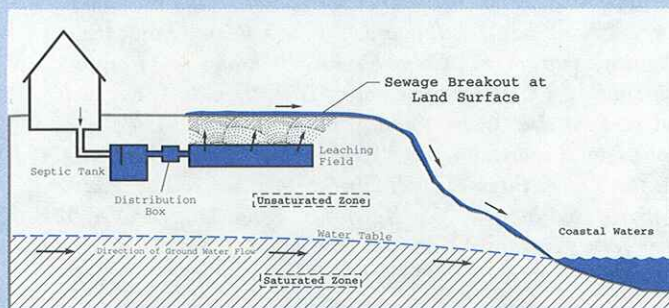 Sewage Breakout at
Land Surface
Septic Tank
Leaching
Field
Distribution
Box
Unsaturated Zone
Coastal Waters
Water Table
Direction of Ground Water Flow
Saturated Zone